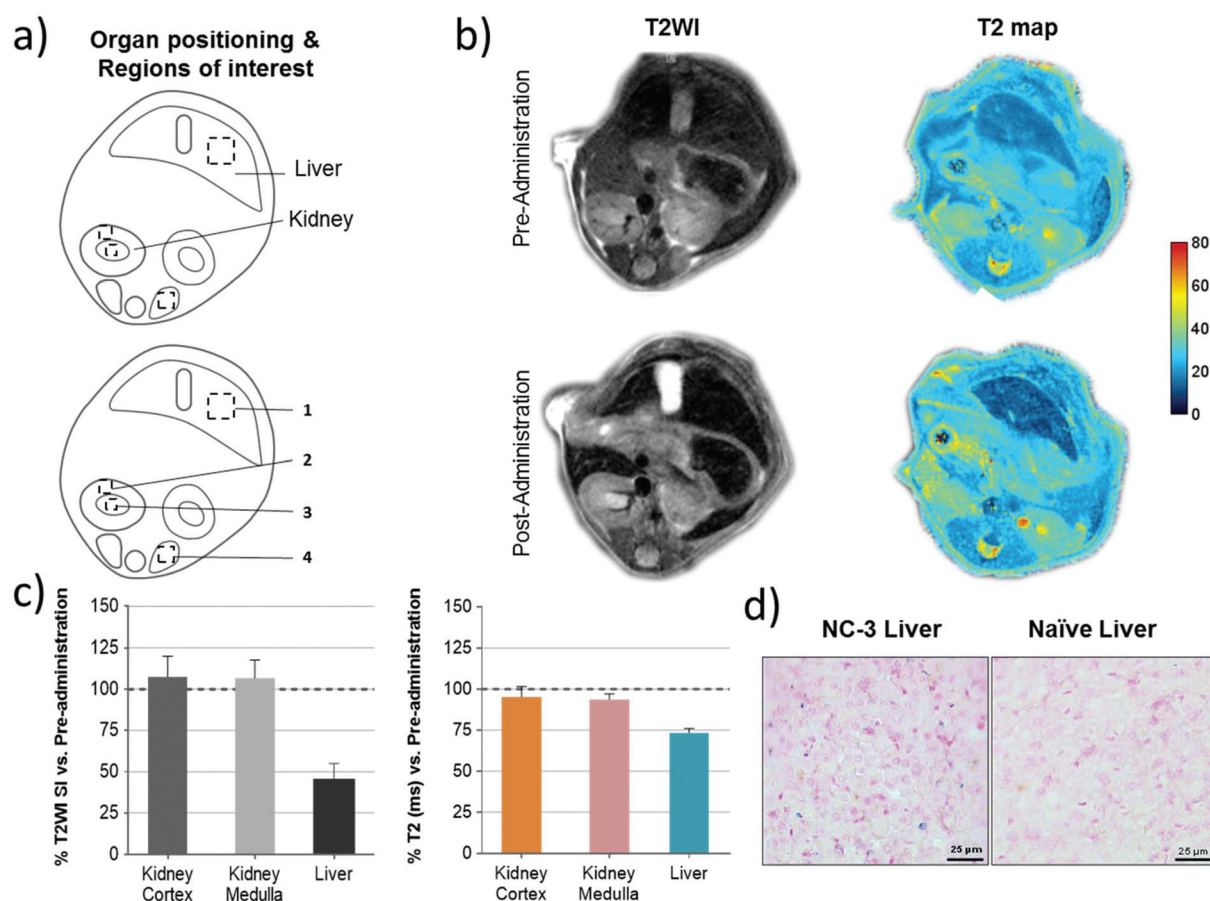 a)
Organ positioning &
Regions of interest
Liver
Kidney
1
2
3
4
b)
T2WI
T2 map
Pre-Administration
Post-Administration
80
60
40
20
0
c)
% T2WI SI vs. Pre-administration
150
125
100
75
50
25
0
Kidney
Cortex
Kidney
Medulla
Liver
% T2 (ms) vs. Pre-administration
150
125
100
75
50
25
0
Kidney
Cortex
Kidney
Medulla
Liver
d)
NC-3 Liver
Naïve Liver
25 µm
25 µm